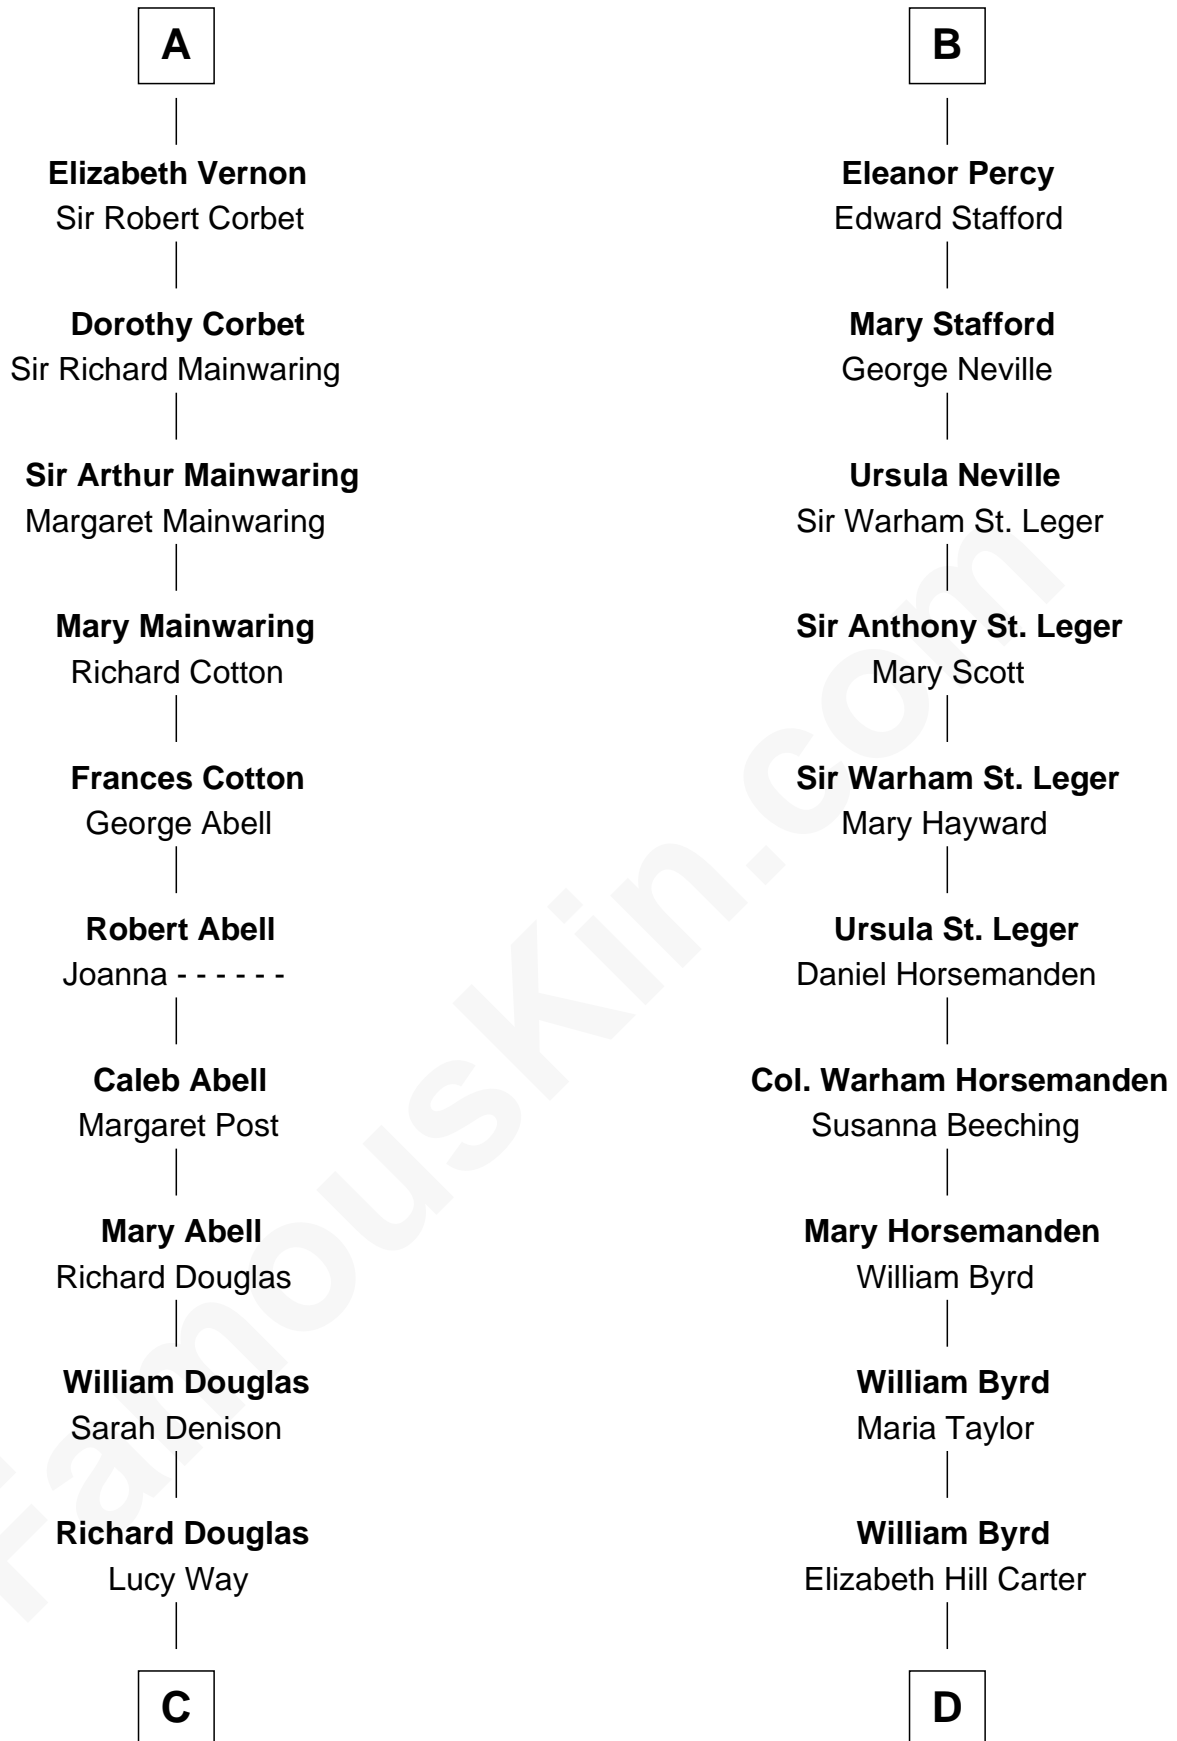 A
Elizabeth Vernon
Sir Robert Corbet
Dorothy Corbet
Sir Richard Mainwaring
Sir Arthur Mainwaring
Margaret Mainwaring
Mary Mainwaring
Richard Cotton
Frances Cotton
George Abell
Robert Abell
Joanna - - - - - -
Caleb Abell
Margaret Post
Mary Abell
Richard Douglas
William Douglas
Sarah Denison
Richard Douglas
Lucy Way
C
B
Eleanor Percy
Edward Stafford
Mary Stafford
George Neville
Ursula Neville
Sir Warham St. Leger
Sir Anthony St. Leger
Mary Scott
Sir Warham St. Leger
Mary Hayward
Ursula St. Leger
Daniel Horsemanden
Col. Warham Horsemanden
Susanna Beeching
Mary Horsemanden
William Byrd
William Byrd
Maria Taylor
William Byrd
Elizabeth Hill Carter
D
FamousKin.com